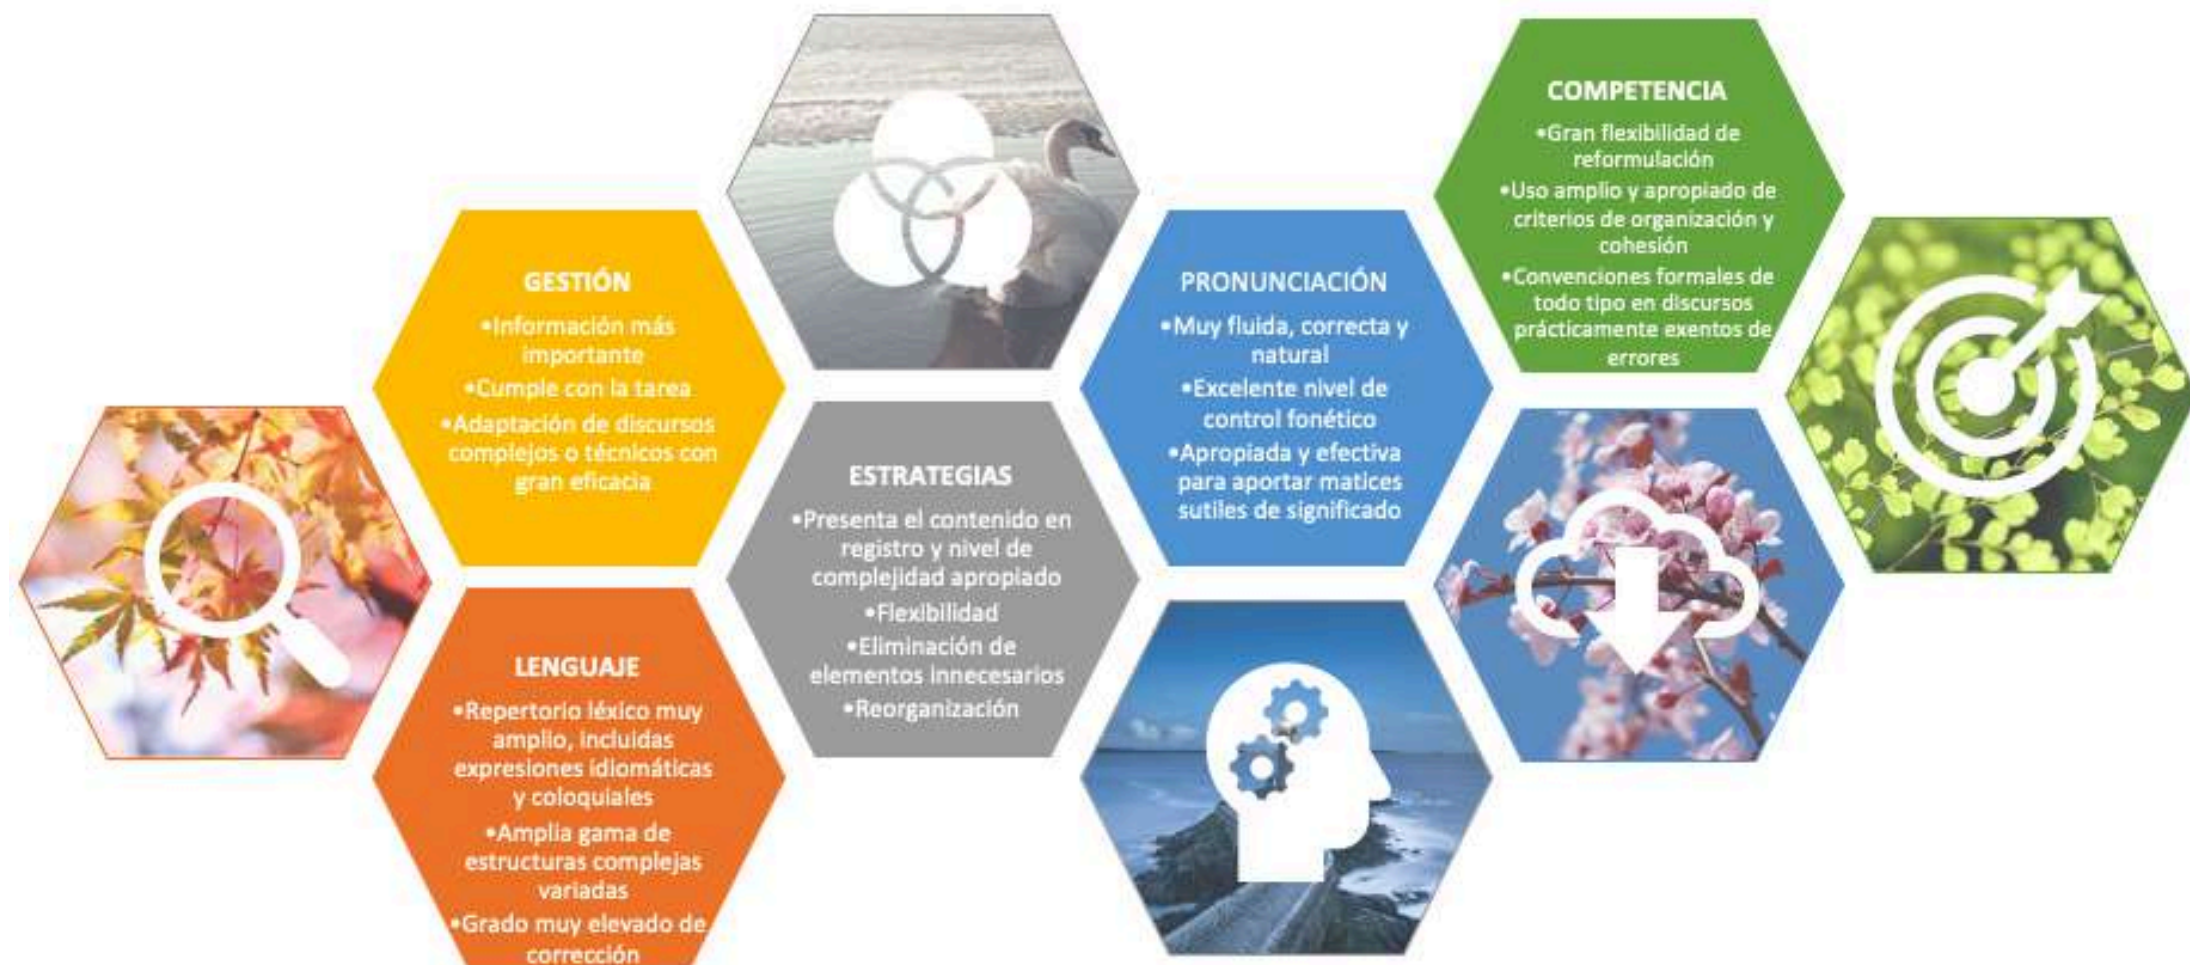 GESTIÓN
•Información más
importante
•Cumple con la tarea
•Adaptación de discursos
complejos o técnicos con
gran eficacia
LENGUAJE
•Repertorio léxico muy
amplio, incluidas
expresiones idiomáticas
y coloquiales
•Amplia gama de
estructuras complejas
variadas
•Grado muy elevado de
corrección
ESTRATEGIAS
•Presenta el contenido en
registro y nivel de
complejidad apropiado
•Flexibilidad
•Eliminación de
elementos innecesarios
•Reorganización
PRONUNCIACIÓN
•Muy fluida, correcta y
natural
•Excelente nivel de
control fonético
•Apropiada y efectiva
para aportar matices
sutiles de significado
COMPETENCIA
•Gran flexibilidad de
reformulación
•Uso amplio y apropiado de
criterios de organización y
cohesión
•Convenciones formales de
todo tipo en discursos
prácticamente exentos de
errores